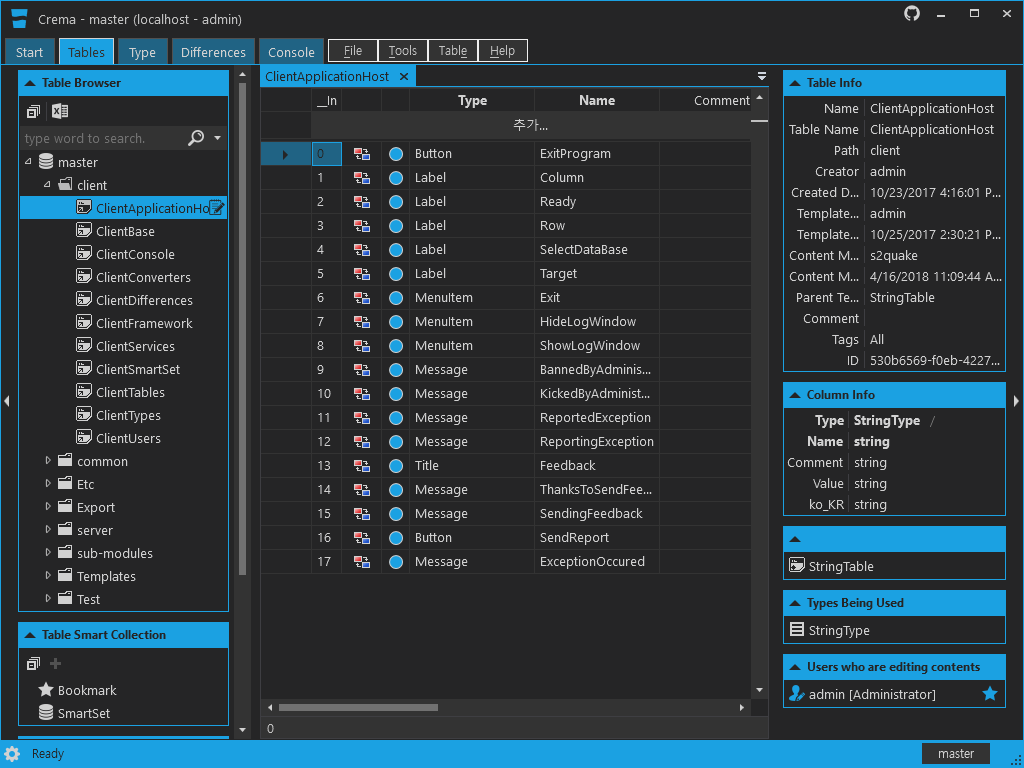 Crema - master (localhost - admin)
Start Tables Type Differences Console File Tools Table Help
Table Browser
type word to search.
master
client
ClientApplicationHo
ClientBase
ClientConsole
ClientConverters
ClientDifferences
ClientFramework
ClientServices
ClientSmartSet
ClientTables
ClientTypes
ClientUsers
common
Etc
Export
server
sub-modules
Templates
Test
Table Smart Collection
Bookmark
SmartSet
ClientApplicationHost
__In Type Name Comment
추가...
0 Button ExitProgram
1 Label Column
2 Label Ready
3 Label Row
4 Label SelectDataBase
5 Label Target
6 MenuItem Exit
7 MenuItem HideLogWindow
8 MenuItem ShowLogWindow
9 Message BannedByAdminis...
10 Message KickedByAdminist...
11 Message ReportedException
12 Message ReportingException
13 Title Feedback
14 Message ThanksToSendFee...
15 Message SendingFeedback
16 Button SendReport
17 Message ExceptionOccured
0
Table Info
Name ClientApplicationHost
Table Name ClientApplicationHost
Path client
Creator admin
Created D... 10/23/2017 4:16:01 P...
Template... admin
Template... 10/25/2017 2:30:21 P...
Content M... s2quake
Content M... 4/16/2018 11:09:44 A...
Parent Te... StringTable
Comment
Tags All
ID 530b6569-f0eb-4227...
Column Info
Type StringType /
Name string
Comment string
Value string
ko_KR string
StringTable
Types Being Used
StringType
Users who are editing contents
admin [Administrator]
Ready
master